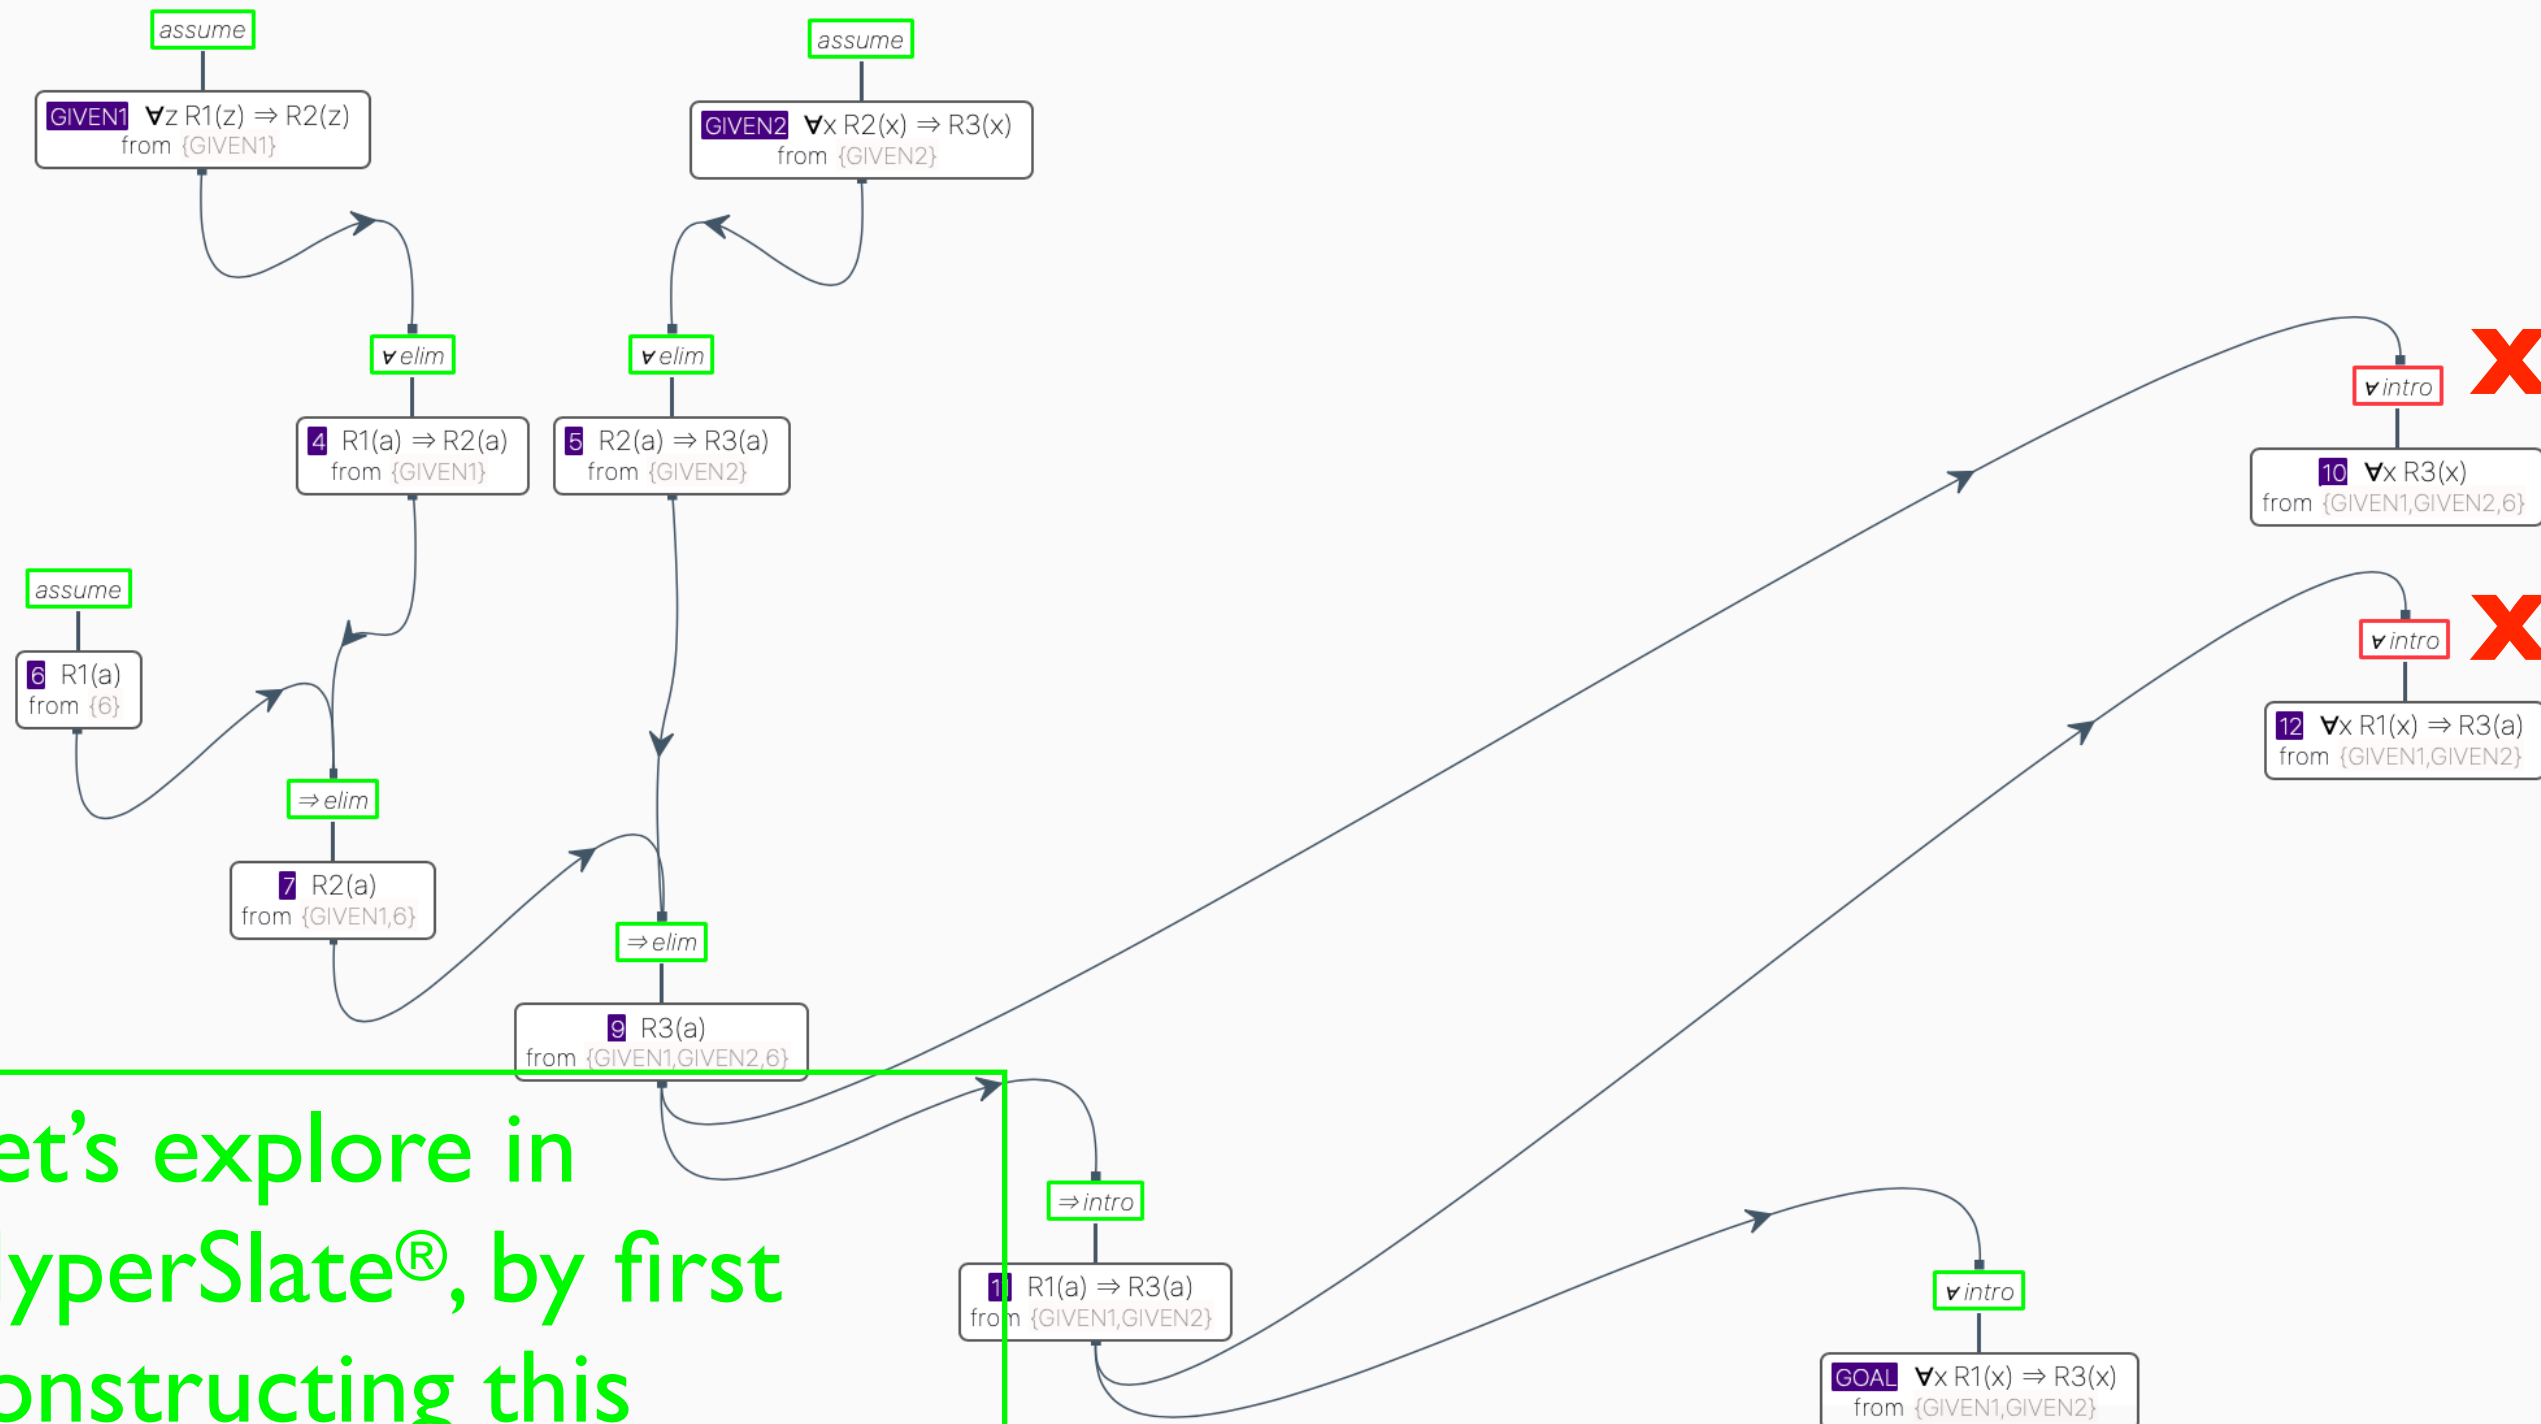 assume
GIVEN1 ∀z R1(z) ⇒ R2(z)
from {GIVEN1}
assume
GIVEN2 ∀x R2(x) ⇒ R3(x)
from {GIVEN2}
∀ elim
4 R1(a) ⇒ R2(a)
from {GIVEN1}
∀ elim
5 R2(a) ⇒ R3(a)
from {GIVEN2}
∀ intro
X
10 ∀x R3(x)
from {GIVEN1,GIVEN2,6}
assume
6 R1(a)
from {6}
∀ intro
X
12 ∀x R1(x) ⇒ R3(a)
from {GIVEN1,GIVEN2}
⇒ elim
7 R2(a)
from {GIVEN1,6}
⇒ elim
9 R3(a)
from {GIVEN1,GIVEN2,6}
et’s explore in
yperSlate®, by first
onstructing this
⇒ intro
11 R1(a) ⇒ R3(a)
from {GIVEN1,GIVEN2}
∀ intro
GOAL ∀x R1(x) ⇒ R3(x)
from {GIVEN1,GIVEN2}